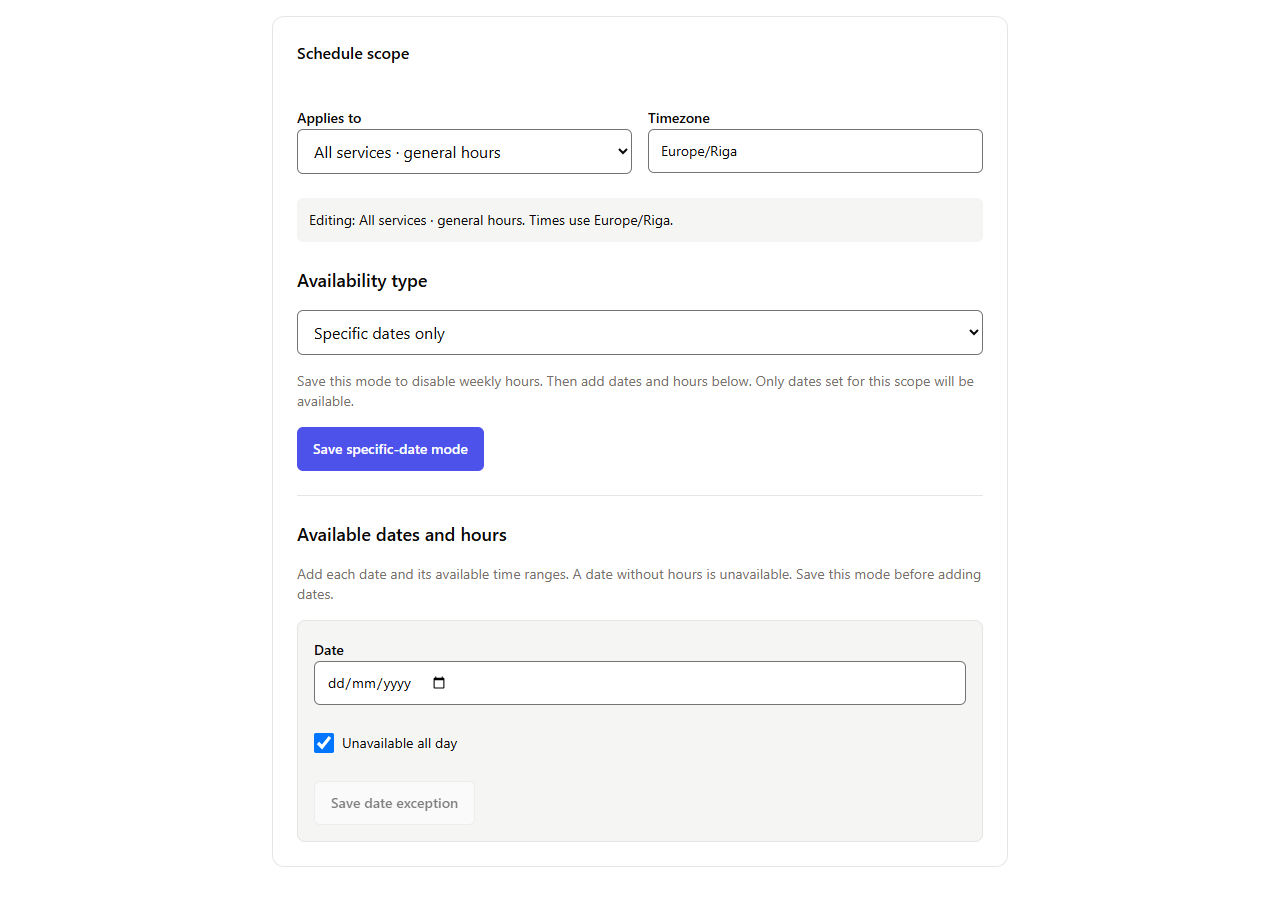 Schedule scope
Applies to
Timezone
All services · general hours
Europe/Riga
Editing: All services · general hours. Times use Europe/Riga.
Availability type
Specific dates only
Save this mode to disable weekly hours. Then add dates and hours below. Only dates set for this scope will be
available.
Save specific-date mode
Available dates and hours
Add each date and its available time ranges. A date without hours is unavailable. Save this mode before adding
dates.
Date
dd/mm/yyyy
Unavailable all day
Save date exception